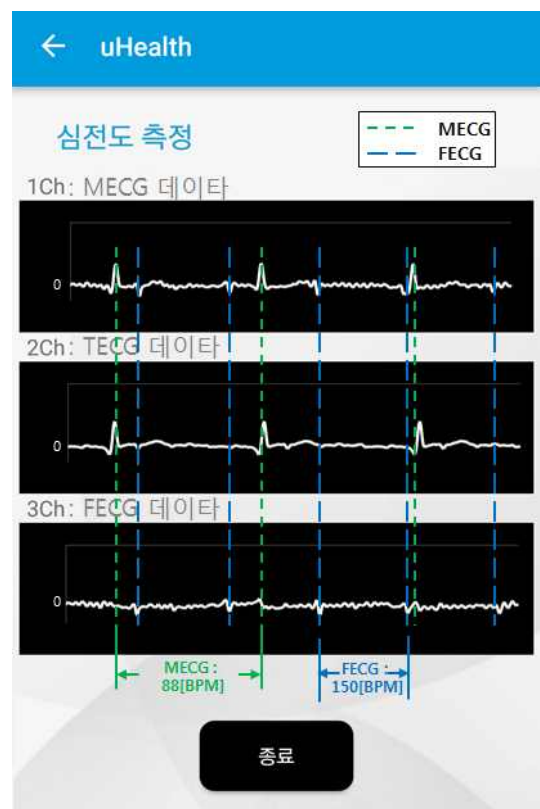 uHealth
심전도 측정
MECG
FECG
1Ch: MECG 데이타
0
2Ch: TECG 데이타
0
3Ch: FECG 데이타
0
MECG :
88[BPM]
FECG :
150[BPM]
종료